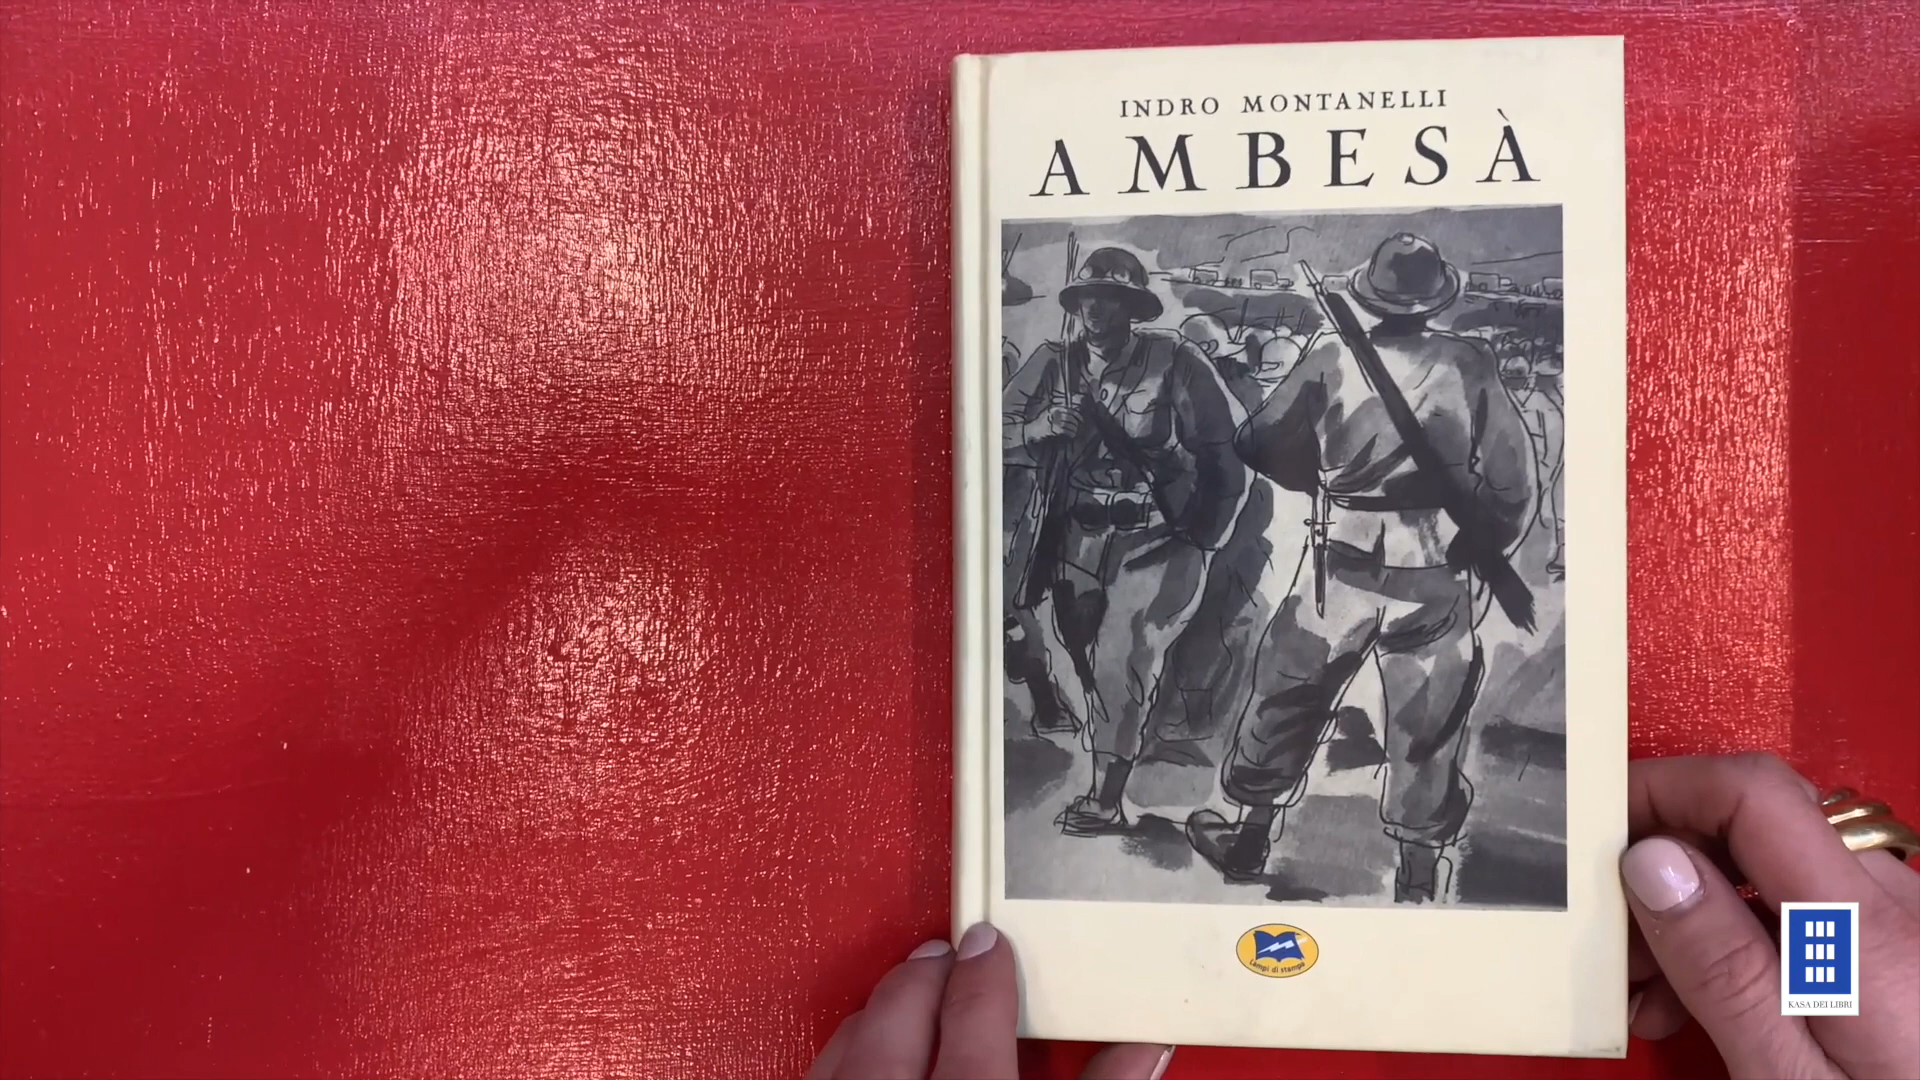 INDRO MONTANELLI
AMBESÀ
Lampi di stampa
KASA DEI LIBRI